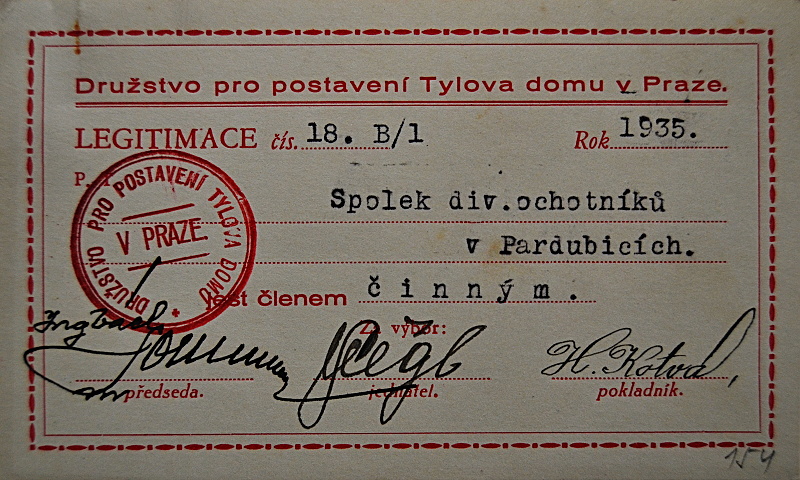 Družstvo pro postavení Tylova domu v Praze.
LEGITIMACE čís. 18. B/1 Rok 1935.
DRUŽSTVO PRO POSTAVENÍ TYLOVA DOMU
V PRAZE.
Spolek div.ochotníků
v Pardubicích.
jest členem činným.
Za výbor:
H. Kotva
předseda. jednatel. pokladník.
154